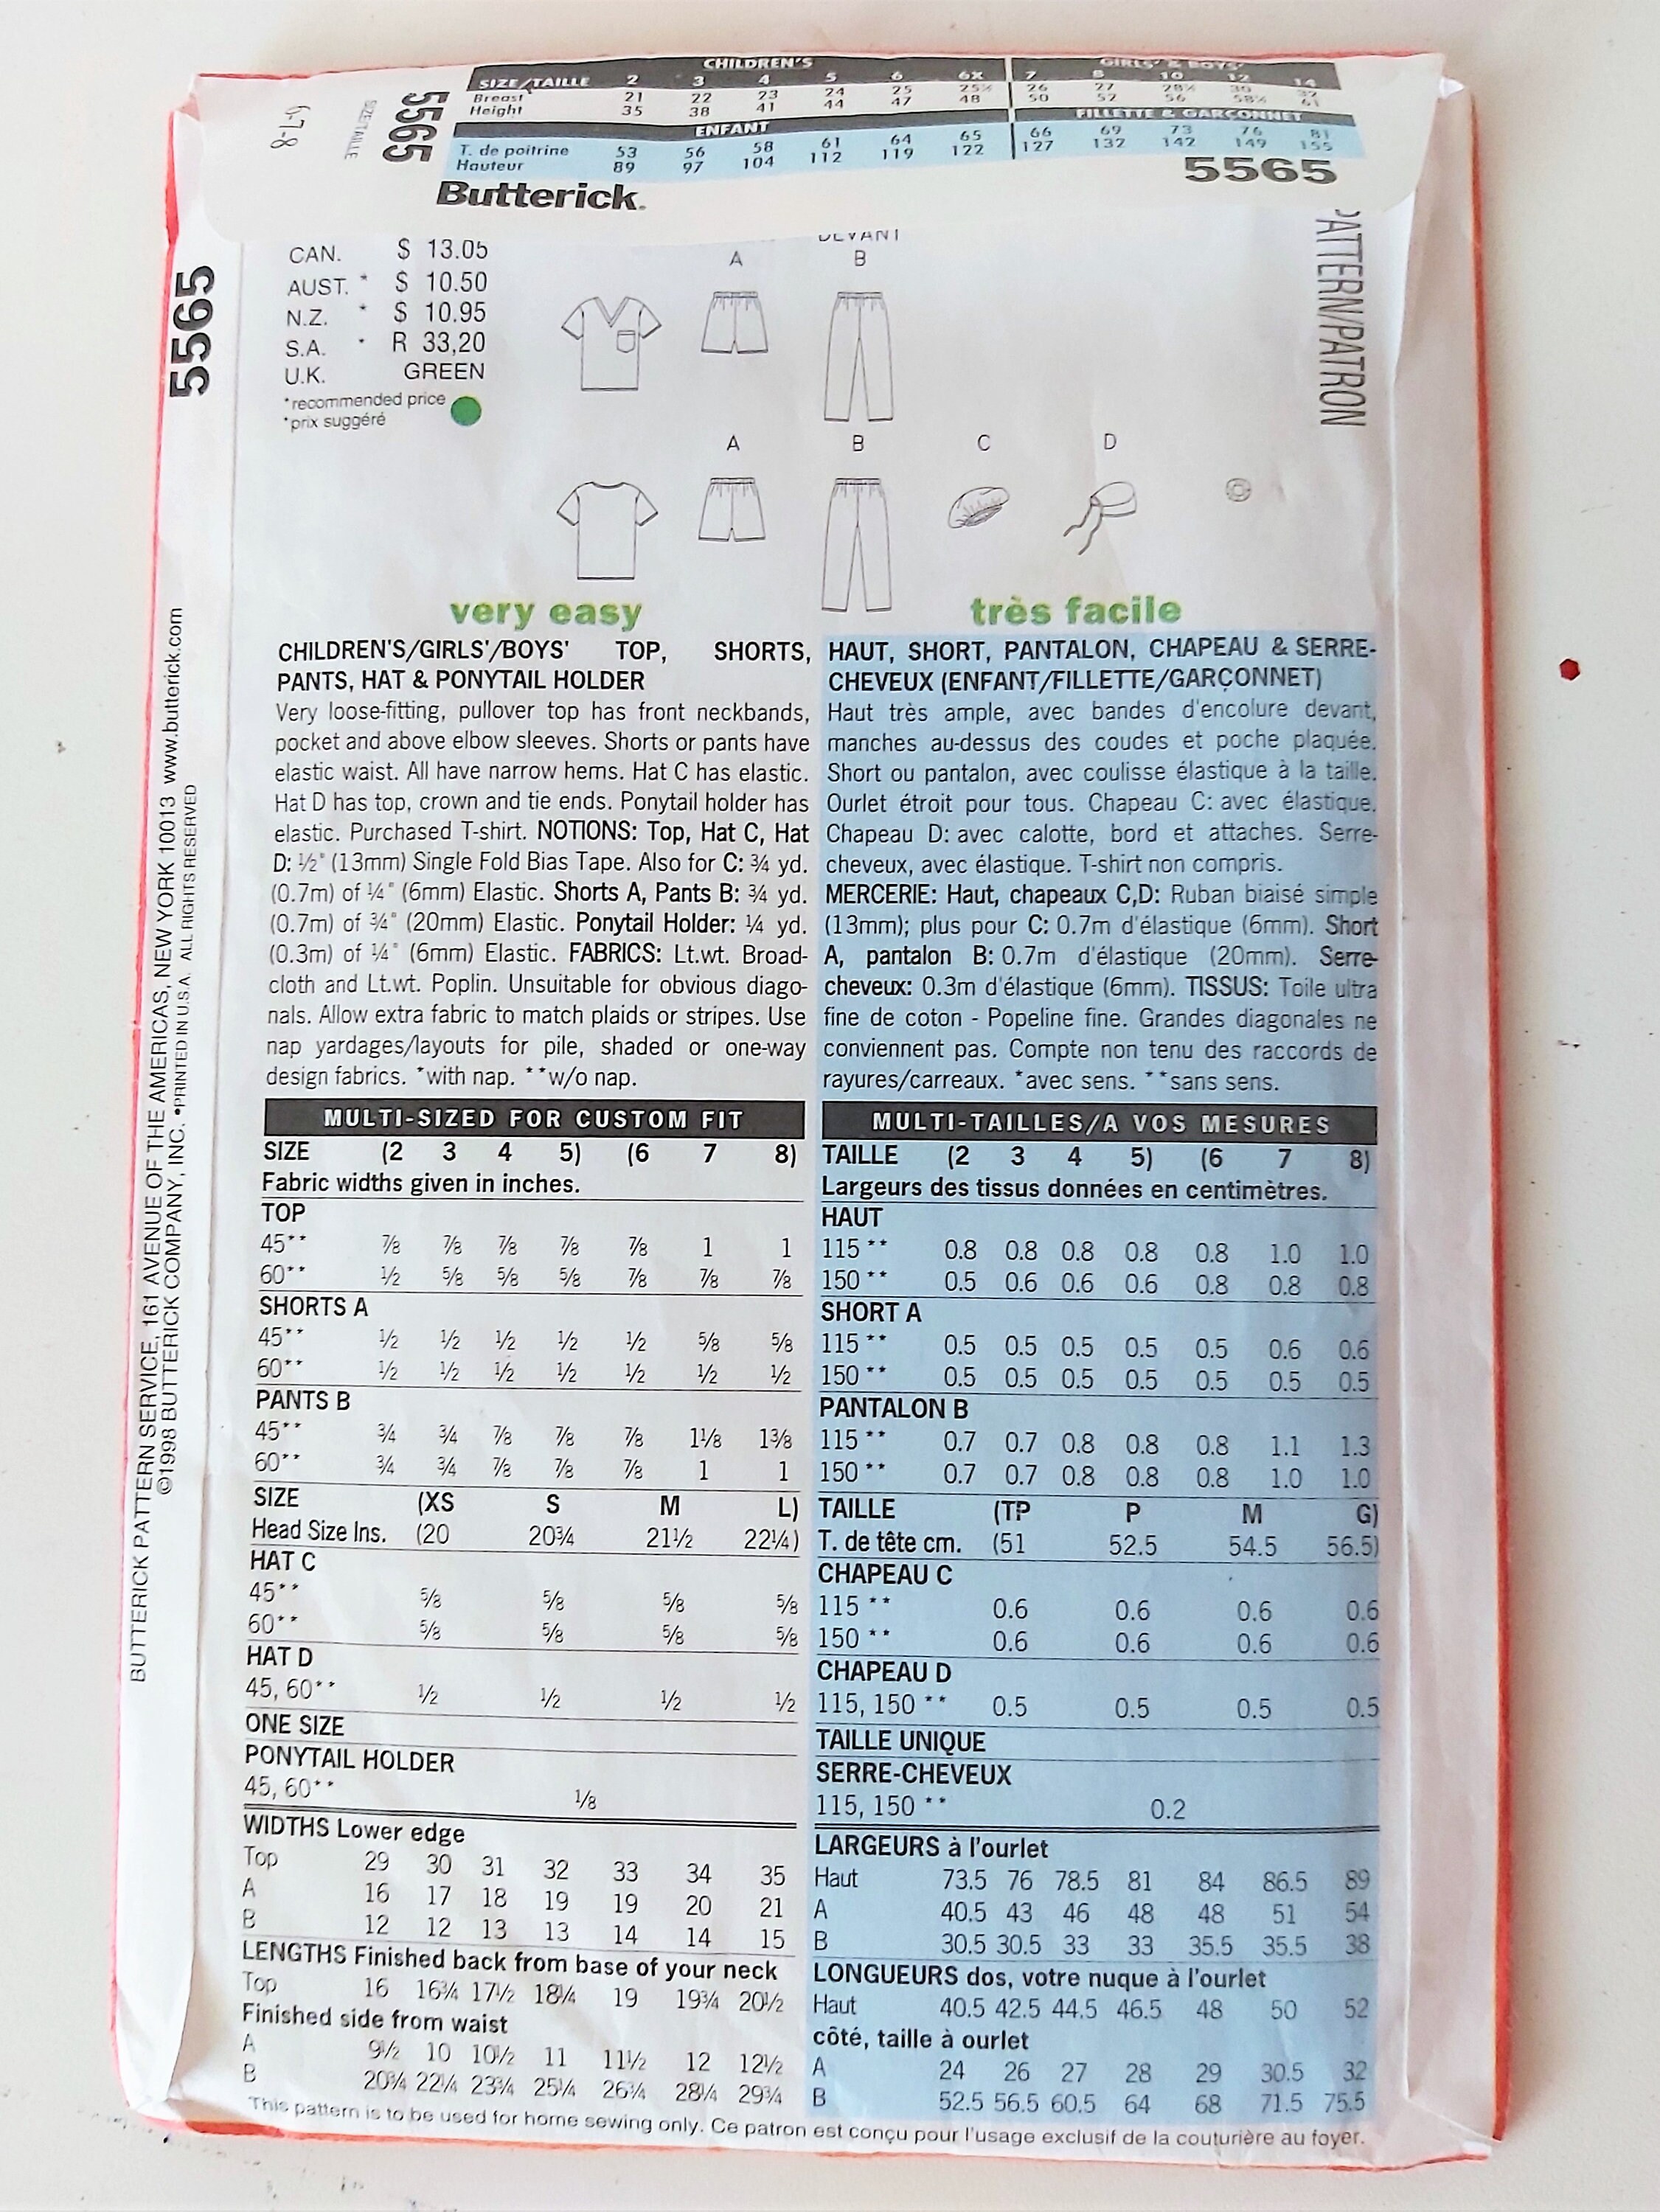 CHILDREN'S GIRLS' & BOYS'
SIZE/TAILLE 2 3 4 5 6 6X 7 8 10 12 14
Breast 21 22 23 24 25 25½ 26 27 28½ 30 32
Height 35 38 41 44 47 48 50 52 56 58½ 61
ENFANT FILLETTE & GARÇONNET
T. de poitrine 53 56 58 61 64 65 66 69 73 76 81
Hauteur 89 97 104 112 119 122 127 132 142 149 155
5565
SIZE/TAILLE
6-7-8
Butterick®
5565
PATTERN/PATRON
5565
CAN. $ 13.05
AUST. * $ 10.50
N.Z. * $ 10.95
S.A. * R 33,20
U.K. GREEN
*recommended price
*prix suggéré
DEVANT
A B
A B C D
very easy
CHILDREN'S/GIRLS'/BOYS' TOP, SHORTS,
PANTS, HAT & PONYTAIL HOLDER
Very loose-fitting, pullover top has front neckbands,
pocket and above elbow sleeves. Shorts or pants have
elastic waist. All have narrow hems. Hat C has elastic.
Hat D has top, crown and tie ends. Ponytail holder has
elastic. Purchased T-shirt. NOTIONS: Top, Hat C, Hat
D: ½" (13mm) Single Fold Bias Tape. Also for C: ¾ yd.
(0.7m) of ¼" (6mm) Elastic. Shorts A, Pants B: ¾ yd.
(0.7m) of ¾" (20mm) Elastic. Ponytail Holder: ¼ yd.
(0.3m) of ¼" (6mm) Elastic. FABRICS: Lt.wt. Broad-
cloth and Lt.wt. Poplin. Unsuitable for obvious diago-
nals. Allow extra fabric to match plaids or stripes. Use
nap yardages/layouts for pile, shaded or one-way
design fabrics. *with nap. **w/o nap.
MULTI-SIZED FOR CUSTOM FIT
SIZE (2 3 4 5) (6 7 8)
Fabric widths given in inches.
TOP
45** ⅞ ⅞ ⅞ ⅞ ⅞ 1 1
60** ½ ⅝ ⅝ ⅝ ⅞ ⅞ ⅞
SHORTS A
45** ½ ½ ½ ½ ½ ⅝ ⅝
60** ½ ½ ½ ½ ½ ½ ½
PANTS B
45** ¾ ¾ ⅞ ⅞ ⅞ 1⅛ 1⅜
60** ¾ ¾ ⅞ ⅞ ⅞ 1 1
SIZE (XS S M L)
Head Size Ins. (20 20¾ 21½ 22¼)
HAT C
45** ⅝ ⅝ ⅝ ⅝
60** ⅝ ⅝ ⅝ ⅝
HAT D
45, 60** ½ ½ ½ ½
ONE SIZE
PONYTAIL HOLDER
45, 60** ⅛
WIDTHS Lower edge
Top 29 30 31 32 33 34 35
A 16 17 18 19 19 20 21
B 12 12 13 13 14 14 15
LENGTHS Finished back from base of your neck
Top 16 16¾ 17½ 18¼ 19 19¾ 20½
Finished side from waist
A 9½ 10 10½ 11 11½ 12 12½
B 20¾ 22¼ 23¾ 25¼ 26¾ 28¼ 29¾
très facile
HAUT, SHORT, PANTALON, CHAPEAU & SERRE-
CHEVEUX (ENFANT/FILLETTE/GARÇONNET)
Haut très ample, avec bandes d'encolure devant,
manches au-dessus des coudes et poche plaquée.
Short ou pantalon, avec coulisse élastique à la taille.
Ourlet étroit pour tous. Chapeau C: avec élastique.
Chapeau D: avec calotte, bord et attaches. Serre-
cheveux, avec élastique. T-shirt non compris.
MERCERIE: Haut, chapeaux C,D: Ruban biaisé simple
(13mm); plus pour C: 0.7m d'élastique (6mm). Short
A, pantalon B: 0.7m d'élastique (20mm). Serre-
cheveux: 0.3m d'élastique (6mm). TISSUS: Toile ultra
fine de coton - Popeline fine. Grandes diagonales ne
conviennent pas. Compte non tenu des raccords de
rayures/carreaux. *avec sens. **sans sens.
MULTI-TAILLES/A VOS MESURES
TAILLE (2 3 4 5) (6 7 8)
Largeurs des tissus données en centimètres.
HAUT
115 ** 0.8 0.8 0.8 0.8 0.8 1.0 1.0
150 ** 0.5 0.6 0.6 0.6 0.8 0.8 0.8
SHORT A
115 ** 0.5 0.5 0.5 0.5 0.5 0.6 0.6
150 ** 0.5 0.5 0.5 0.5 0.5 0.5 0.5
PANTALON B
115 ** 0.7 0.7 0.8 0.8 0.8 1.1 1.3
150 ** 0.7 0.7 0.8 0.8 0.8 1.0 1.0
TAILLE (TP P M G)
T. de tête cm. (51 52.5 54.5 56.5)
CHAPEAU C
115 ** 0.6 0.6 0.6 0.6
150 ** 0.6 0.6 0.6 0.6
CHAPEAU D
115, 150 ** 0.5 0.5 0.5 0.5
TAILLE UNIQUE
SERRE-CHEVEUX
115, 150 ** 0.2
LARGEURS à l'ourlet
Haut 73.5 76 78.5 81 84 86.5 89
A 40.5 43 46 48 48 51 54
B 30.5 30.5 33 33 35.5 35.5 38
LONGUEURS dos, votre nuque à l'ourlet
Haut 40.5 42.5 44.5 46.5 48 50 52
côté, taille à ourlet
A 24 26 27 28 29 30.5 32
B 52.5 56.5 60.5 64 68 71.5 75.5
This pattern is to be used for home sewing only. Ce patron est conçu pour l'usage exclusif de la couturière au foyer.
BUTTERICK PATTERN SERVICE, 161 AVENUE OF THE AMERICAS, NEW YORK 10013 www.butterick.com
©1998 BUTTERICK COMPANY, INC. •PRINTED IN U.S.A. ALL RIGHTS RESERVED